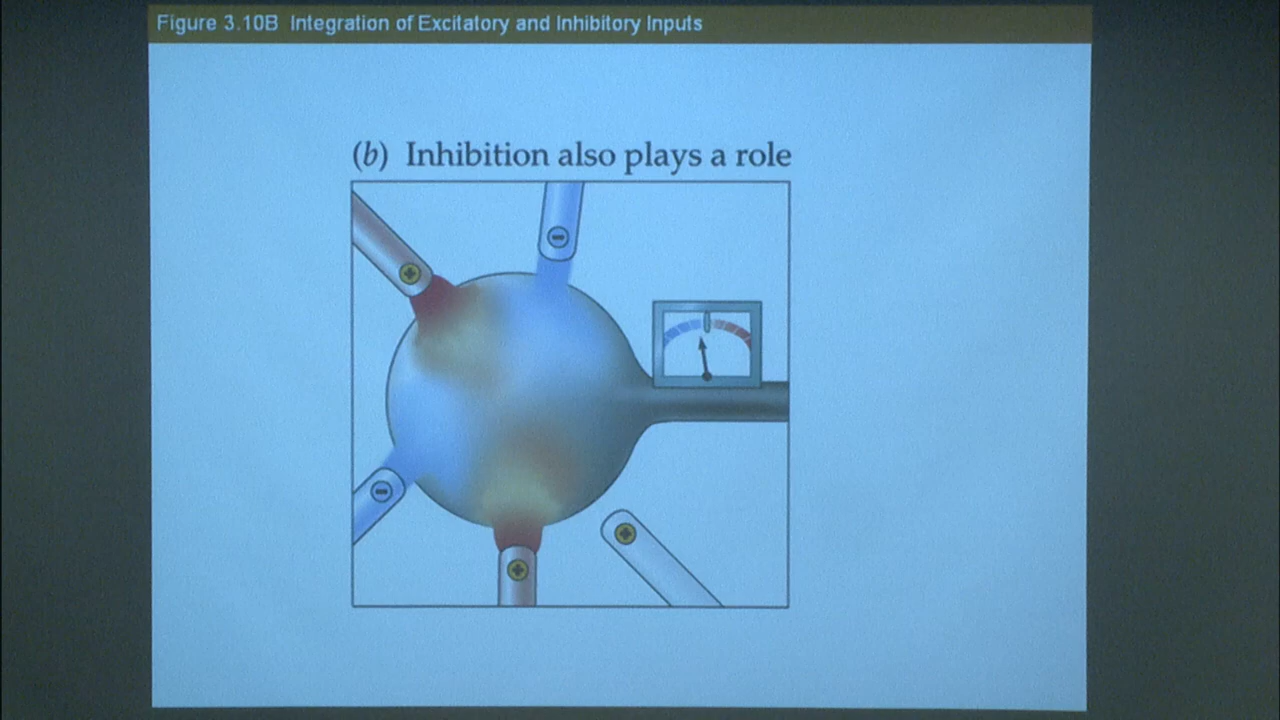 Figure 3.10B Integration of Excitatory and Inhibitory Inputs
(b) Inhibition also plays a role